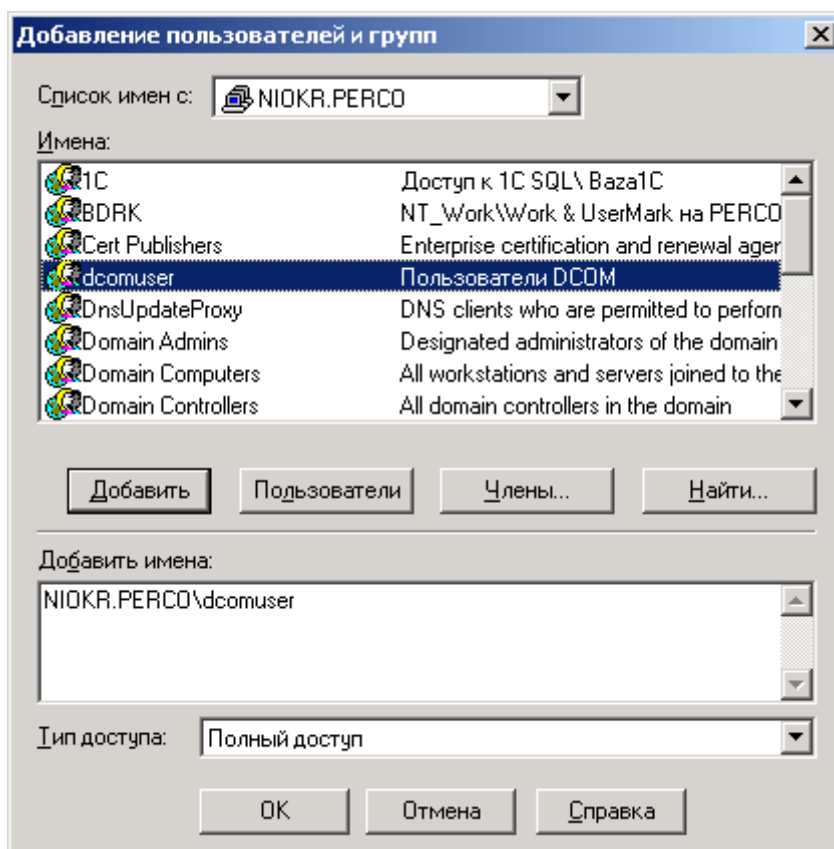 Добавление пользователей и групп
Список имен с: NIOKR.PERCO
Имена:
1C Доступ к 1С SQL\ Baza1C
BDRK NT_Work\Work & UserMark на PERCO
Cert Publishers Enterprise certification and renewal ager
dcomuser Пользователи DCOM
DnsUpdateProxy DNS clients who are permitted to perform
Domain Admins Designated administrators of the domain
Domain Computers All workstations and servers joined to the
Domain Controllers All domain controllers in the domain
Добавить Пользователи Члены... Найти...
Добавить имена:
NIOKR.PERCO\dcomuser
Тип доступа: Полный доступ
OK Отмена Справка